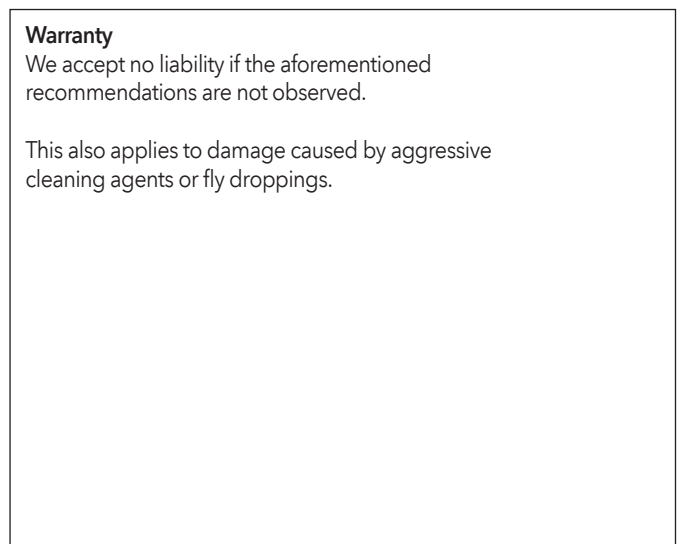 Warranty
We accept no liability if the aforementioned
recommendations are not observed.
This also applies to damage caused by aggressive
cleaning agents or fly droppings.